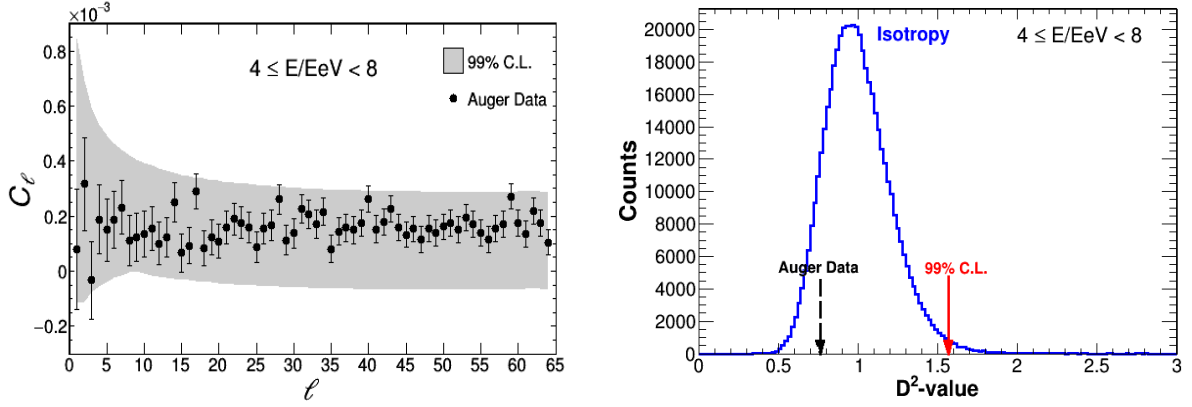 ×10⁻³
0.8
0.6
0.4
0.2
0
−0.2
C_ℓ
4 ≤ E/EeV < 8
99% C.L.
Auger Data
0 5 10 15 20 25 30 35 40 45 50 55 60 65
ℓ
20000
18000
16000
14000
12000
10000
8000
6000
4000
2000
0
Counts
Isotropy
4 ≤ E/EeV < 8
Auger Data
99% C.L.
0 0.5 1 1.5 2 2.5 3
D²-value